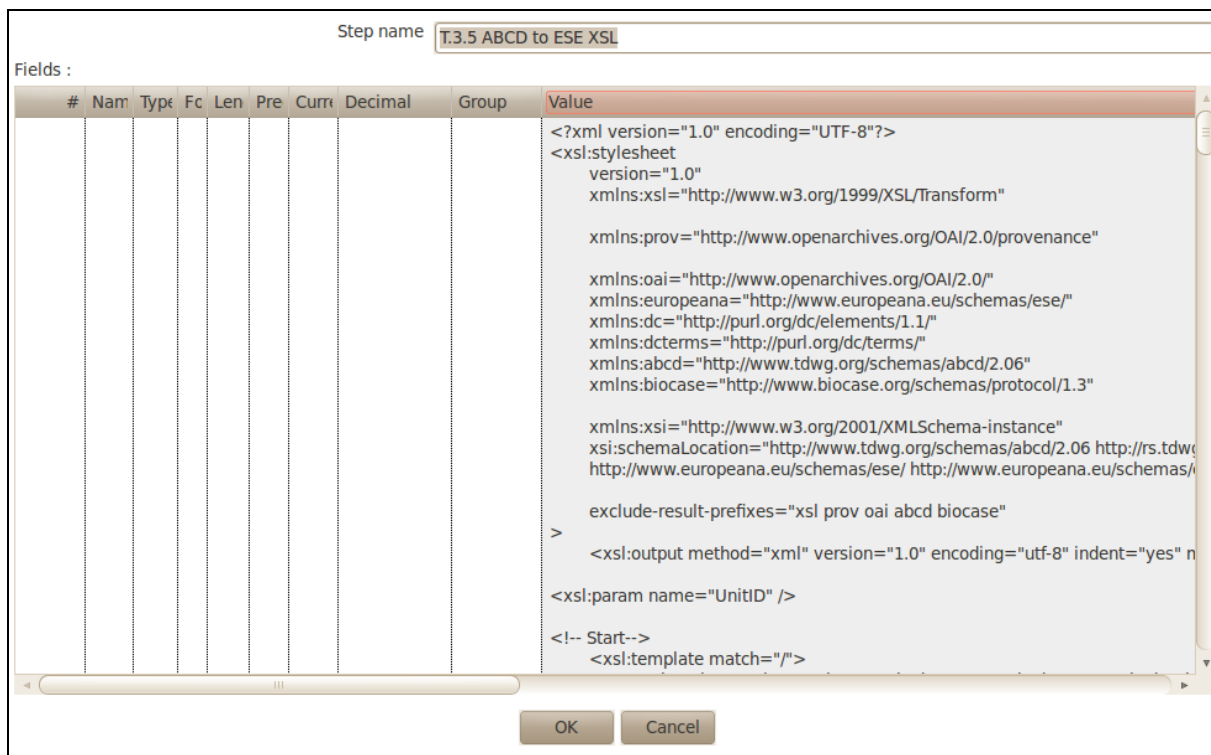 Step name T.3.5 ABCD to ESE XSL
Fields :
# Nam Type Fc Len Pre Curre Decimal Group Value
<?xml version="1.0" encoding="UTF-8"?>
<xsl:stylesheet
version="1.0"
xmlns:xsl="http://www.w3.org/1999/XSL/Transform"
xmlns:prov="http://www.openarchives.org/OAI/2.0/provenance"
xmlns:oai="http://www.openarchives.org/OAI/2.0/"
xmlns:europeana="http://www.europeana.eu/schemas/ese/"
xmlns:dc="http://purl.org/dc/elements/1.1/"
xmlns:dcterms="http://purl.org/dc/terms/"
xmlns:abcd="http://www.tdwg.org/schemas/abcd/2.06"
xmlns:biocase="http://www.biocase.org/schemas/protocol/1.3"
xmlns:xsi="http://www.w3.org/2001/XMLSchema-instance"
xsi:schemaLocation="http://www.tdwg.org/schemas/abcd/2.06 http://rs.tdwg
http://www.europeana.eu/schemas/ese/ http://www.europeana.eu/schemas/
exclude-result-prefixes="xsl prov oai abcd biocase"
>
<xsl:output method="xml" version="1.0" encoding="utf-8" indent="yes"
<xsl:param name="UnitID" />
<!-- Start-->
<xsl:template match="/">
OK Cancel